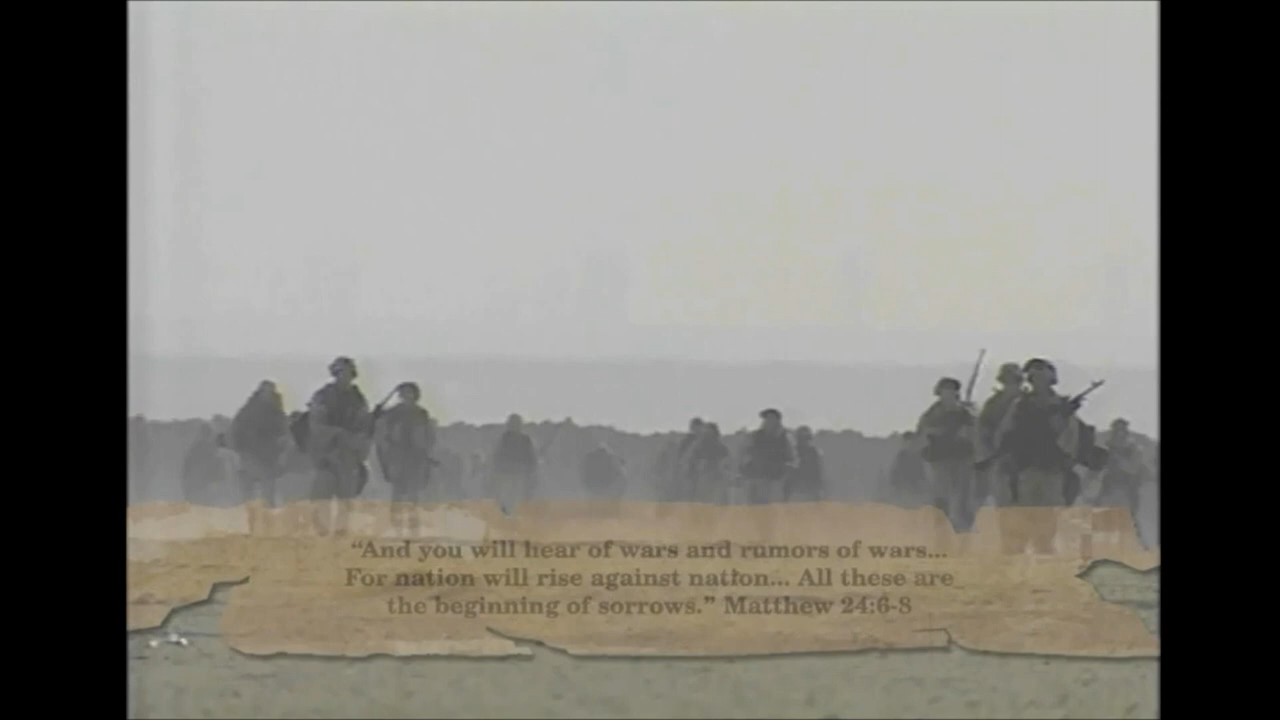 “And you will hear of wars and rumors of wars...
For nation will rise against nation... All these are
the beginning of sorrows.” Matthew 24:6-8